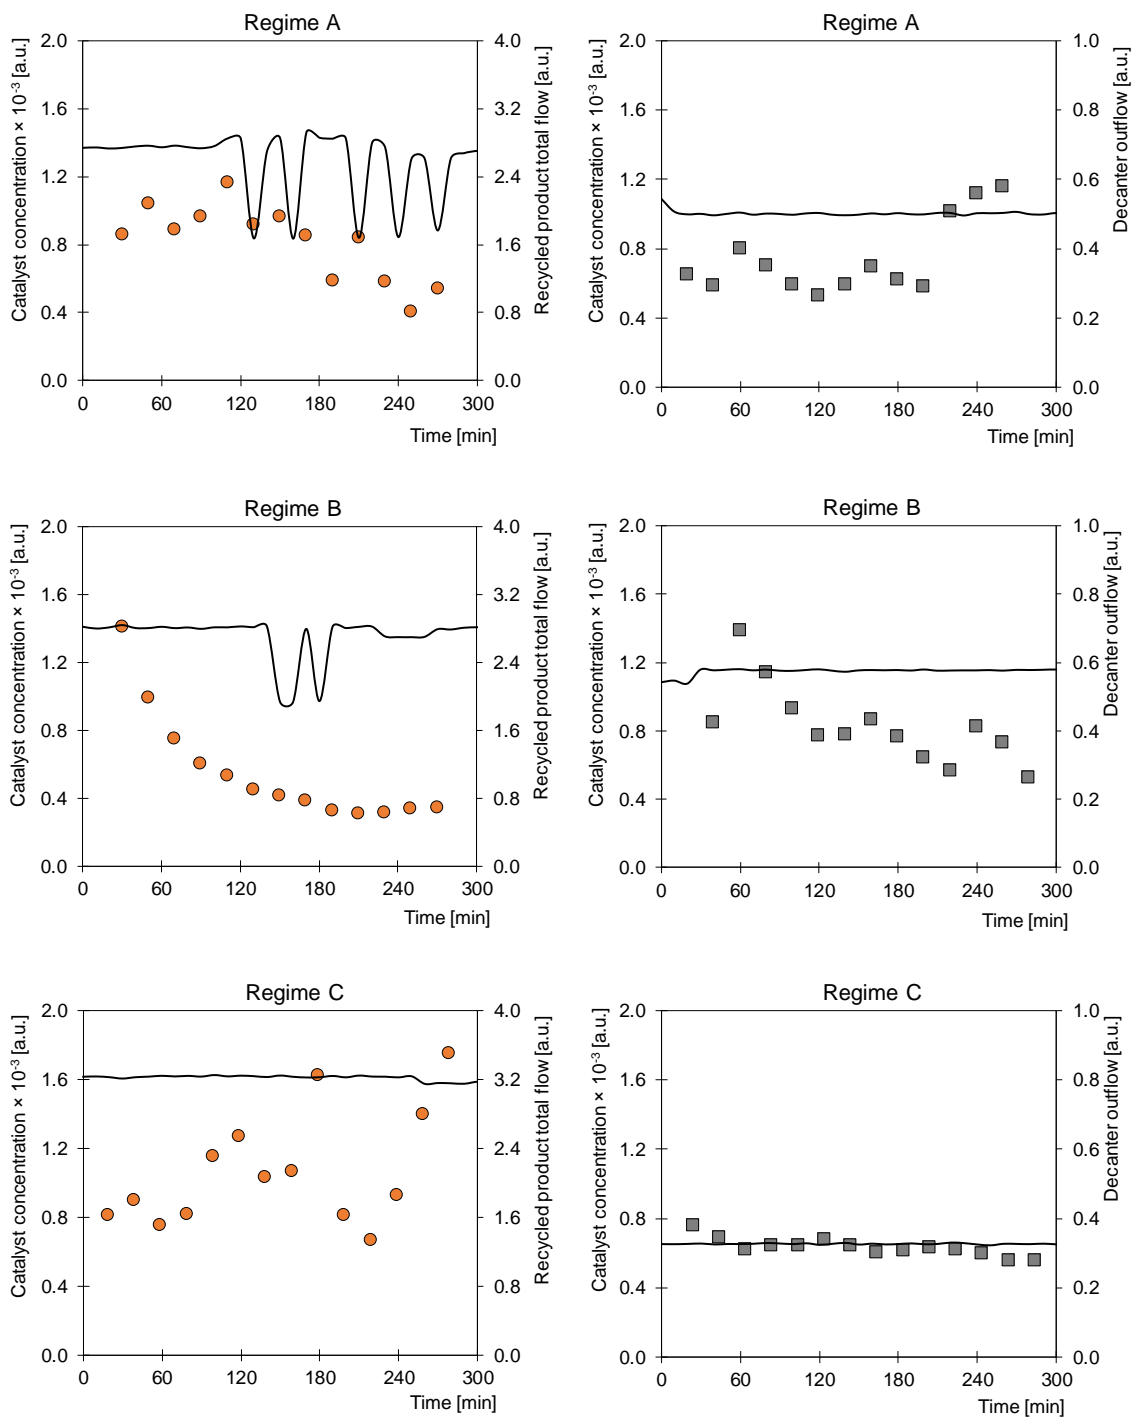 Regime A
Catalyst concentration × 10⁻³ [a.u.]
2.0
1.6
1.2
0.8
0.4
0.0
4.0
3.2
2.4
1.6
0.8
0.0
Recycled product total flow [a.u.]
0 60 120 180 240 300
Time [min]
Regime A
Catalyst concentration × 10⁻³ [a.u.]
2.0
1.6
1.2
0.8
0.4
0.0
1.0
0.8
0.6
0.4
0.2
0.0
Decanter outflow [a.u.]
0 60 120 180 240 300
Time [min]
Regime B
Catalyst concentration × 10⁻³ [a.u.]
2.0
1.6
1.2
0.8
0.4
0.0
4.0
3.2
2.4
1.6
0.8
0.0
Recycled product total flow [a.u.]
0 60 120 180 240 300
Time [min]
Regime B
Catalyst concentration × 10⁻³ [a.u.]
2.0
1.6
1.2
0.8
0.4
0.0
1.0
0.8
0.6
0.4
0.2
0.0
Decanter outflow [a.u.]
0 60 120 180 240 300
Time [min]
Regime C
Catalyst concentration × 10⁻³ [a.u.]
2.0
1.6
1.2
0.8
0.4
0.0
4.0
3.2
2.4
1.6
0.8
0.0
Recycled product total flow [a.u.]
0 60 120 180 240 300
Time [min]
Regime C
Catalyst concentration × 10⁻³ [a.u.]
2.0
1.6
1.2
0.8
0.4
0.0
1.0
0.8
0.6
0.4
0.2
0.0
Decanter outflow [a.u.]
0 60 120 180 240 300
Time [min]